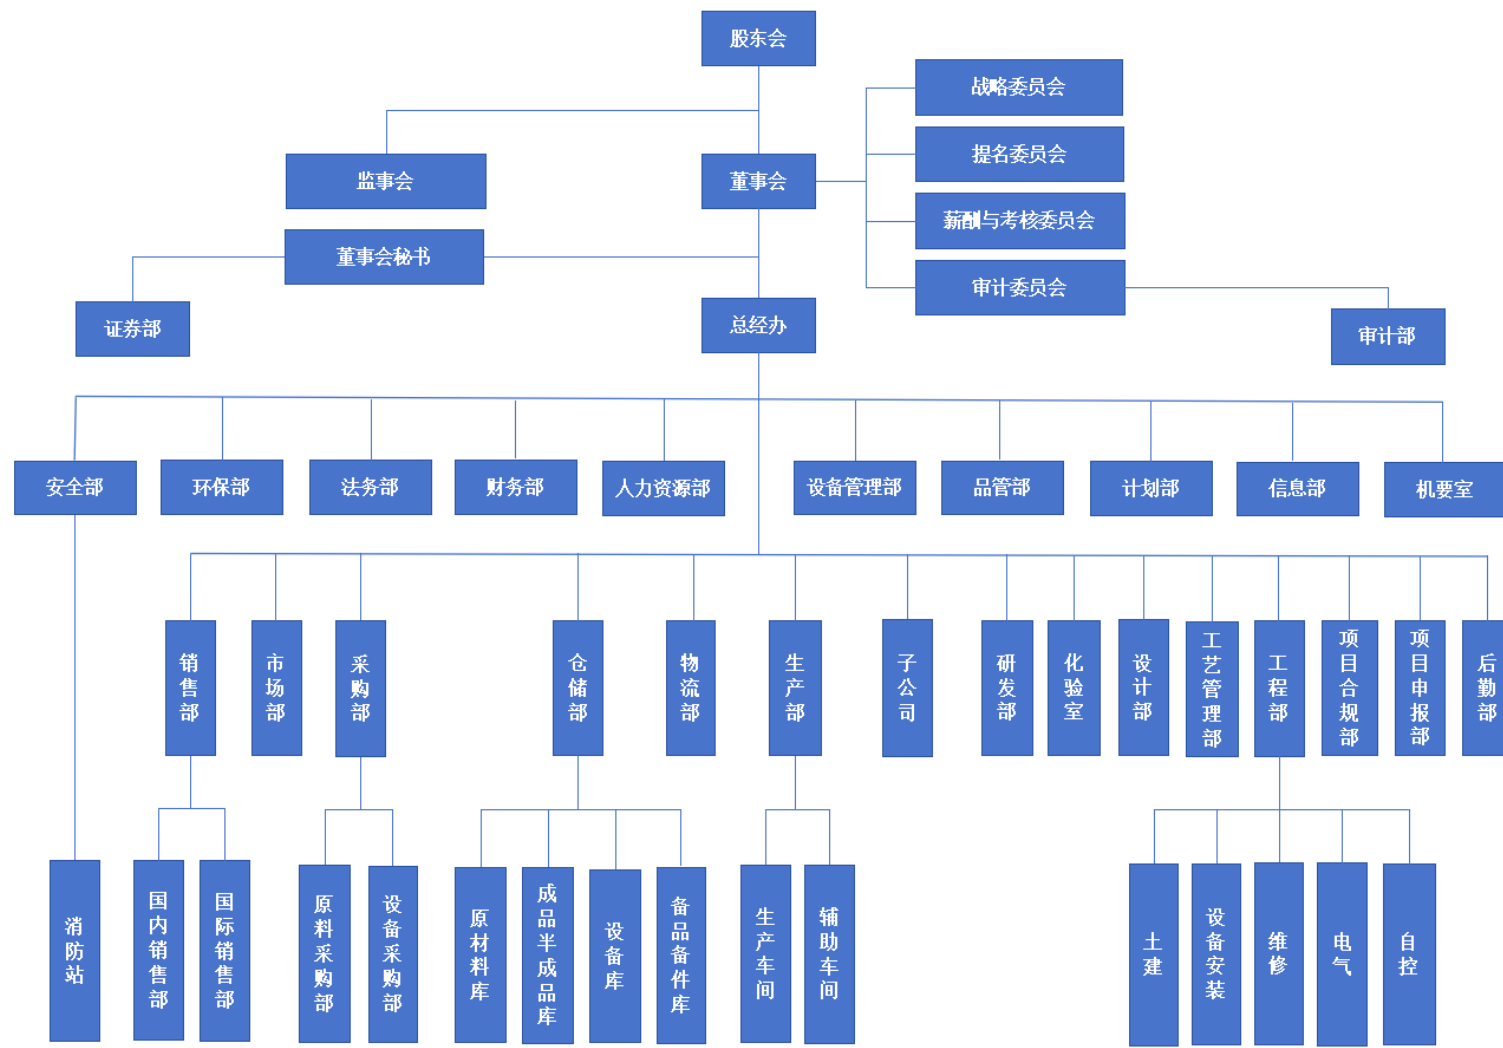 股东会
战略委员会
提名委员会
监事会
董事会
薪酬与考核委员会
董事会秘书
审计委员会
证券部
总经办
审计部
安全部
环保部
法务部
财务部
人力资源部
设备管理部
品管部
计划部
信息部
机要室
销售部
市场部
采购部
仓储部
物流部
生产部
子公司
研发部
化验室
设计部
工艺管理部
工程部
项目合规部
项目申报部
后勤部
消防站
国内销售部
国际销售部
原料采购部
设备采购部
原材料库
成品半成品库
设备库
备品备件库
生产车间
辅助车间
土建
设备安装
维修
电气
自控